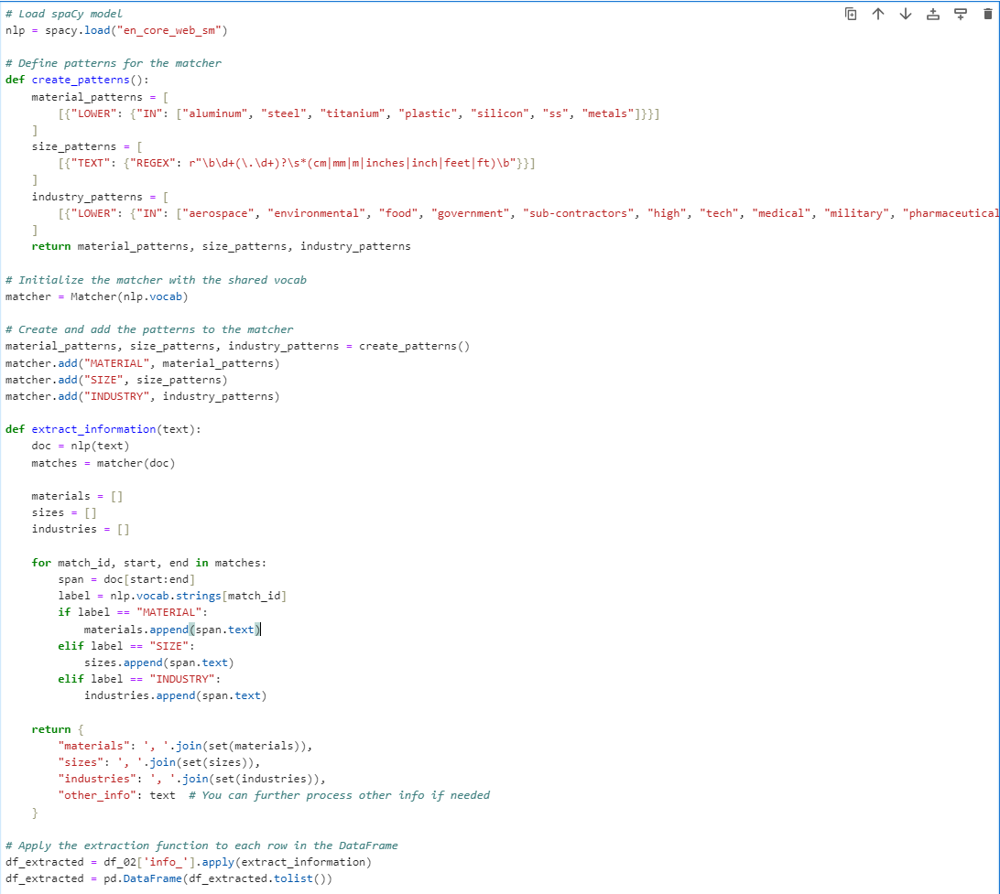 # Load spaCy model
nlp = spacy.load("en_core_web_sm")

# Define patterns for the matcher
def create_patterns():
    material_patterns = [
        [{"LOWER": {"IN": ["aluminum", "steel", "titanium", "plastic", "silicon", "ss", "metals"]}}]
    ]
    size_patterns = [
        [{"TEXT": {"REGEX": r"\b\d+(\.\d+)?\s*(cm|mm|m|inches|inch|feet|ft)\b"}}]
    ]
    industry_patterns = [
        [{"LOWER": {"IN": ["aerospace", "environmental", "food", "government", "sub-contractors", "high", "tech", "medical", "military", "pharmaceutical
    ]
    return material_patterns, size_patterns, industry_patterns

# Initialize the matcher with the shared vocab
matcher = Matcher(nlp.vocab)

# Create and add the patterns to the matcher
material_patterns, size_patterns, industry_patterns = create_patterns()
matcher.add("MATERIAL", material_patterns)
matcher.add("SIZE", size_patterns)
matcher.add("INDUSTRY", industry_patterns)

def extract_information(text):
    doc = nlp(text)
    matches = matcher(doc)

    materials = []
    sizes = []
    industries = []

    for match_id, start, end in matches:
        span = doc[start:end]
        label = nlp.vocab.strings[match_id]
        if label == "MATERIAL":
            materials.append(span.text)
        elif label == "SIZE":
            sizes.append(span.text)
        elif label == "INDUSTRY":
            industries.append(span.text)

    return {
        "materials": ', '.join(set(materials)),
        "sizes": ', '.join(set(sizes)),
        "industries": ', '.join(set(industries)),
        "other_info": text  # You can further process other info if needed
    }

# Apply the extraction function to each row in the DataFrame
df_extracted = df_02['info_'].apply(extract_information)
df_extracted = pd.DataFrame(df_extracted.tolist())